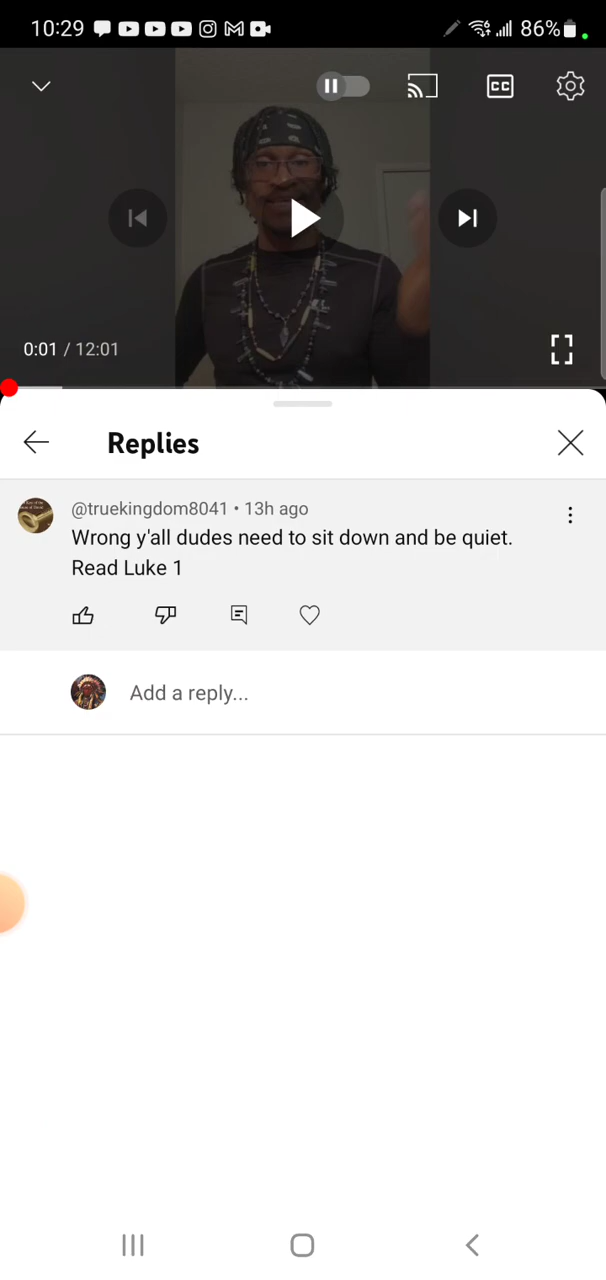 10:29
86%
CC
0:01 / 12:01
Replies
@truekingdom8041 • 13h ago
Wrong y'all dudes need to sit down and be quiet.
Read Luke 1
Add a reply...